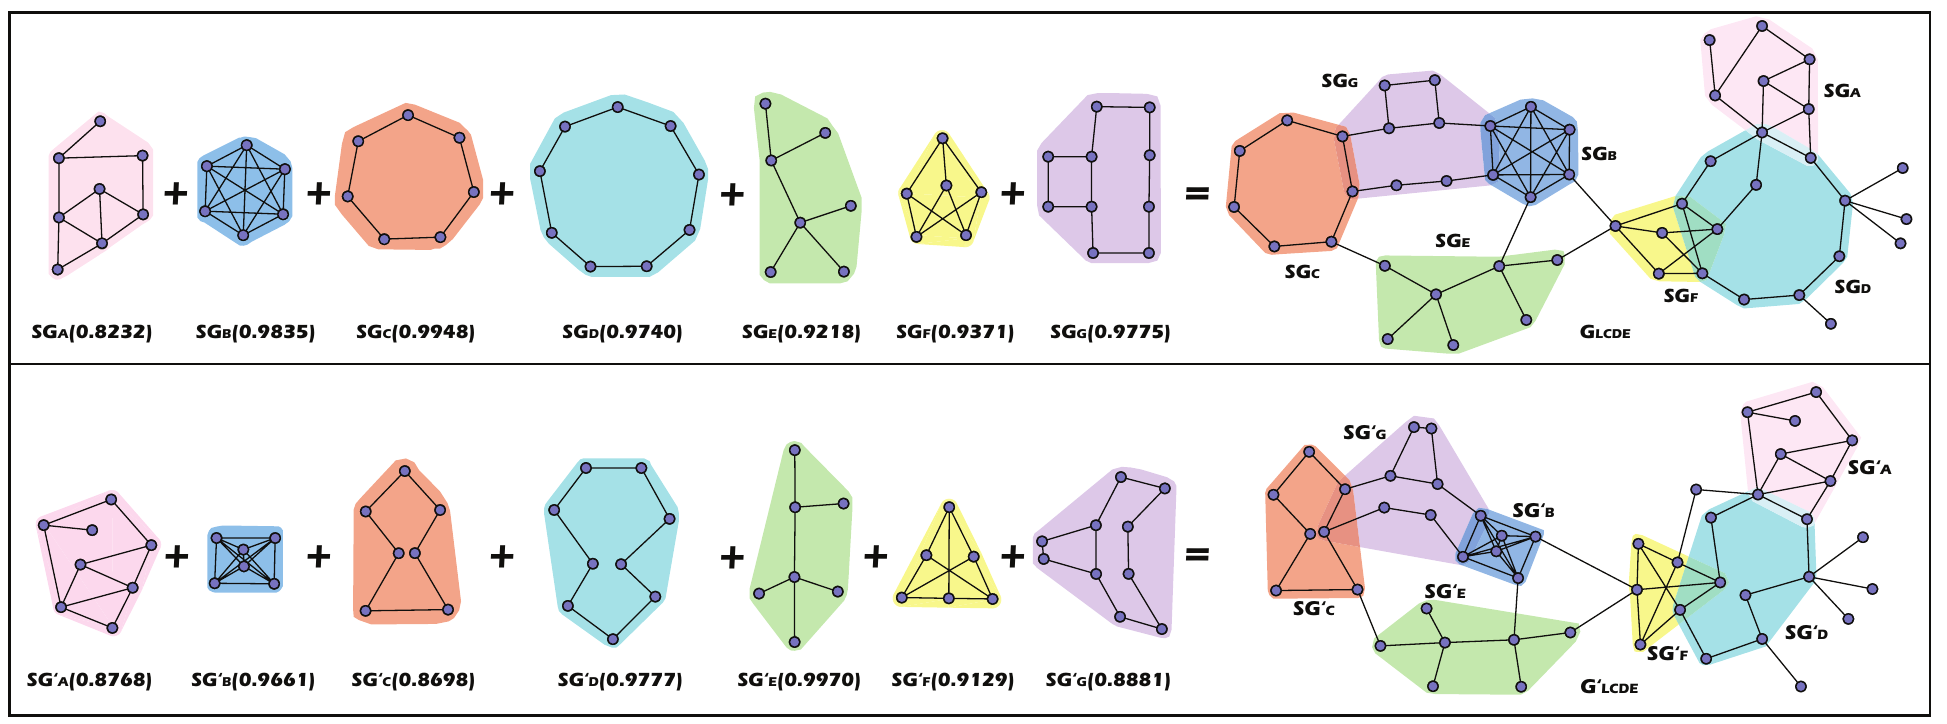 SGA(0.8232) + SGB(0.9835) + SGC(0.9948) + SGD(0.9740) + SGE(0.9218) SGF(0.9371) + SGG(0.9775) =
SGG
SGA
SGB
SGE
SGC
SGF
SGD
GLCDE
SG'A(0.8768) + SG'B(0.9661) + SG'C(0.8698) + SG'D(0.9777) + SG'E(0.9970) + SG'F(0.9129) + SG'G(0.8881) =
SG'G
SG'A
SG'B
SG'E
SG'C
SG'D
SG'F
G'LCDE